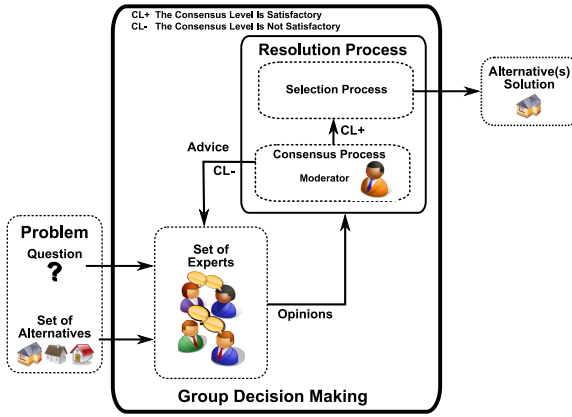 CL+ The Consensus Level Is Satisfactory
CL- The Consensus Level Is Not Satisfactory
Resolution Process
Selection Process
CL+
Consensus Process
Moderator
Alternative(s)
Solution
Advice
CL-
Problem
Question
?
Set of
Alternatives
Set of
Experts
Opinions
Group Decision Making